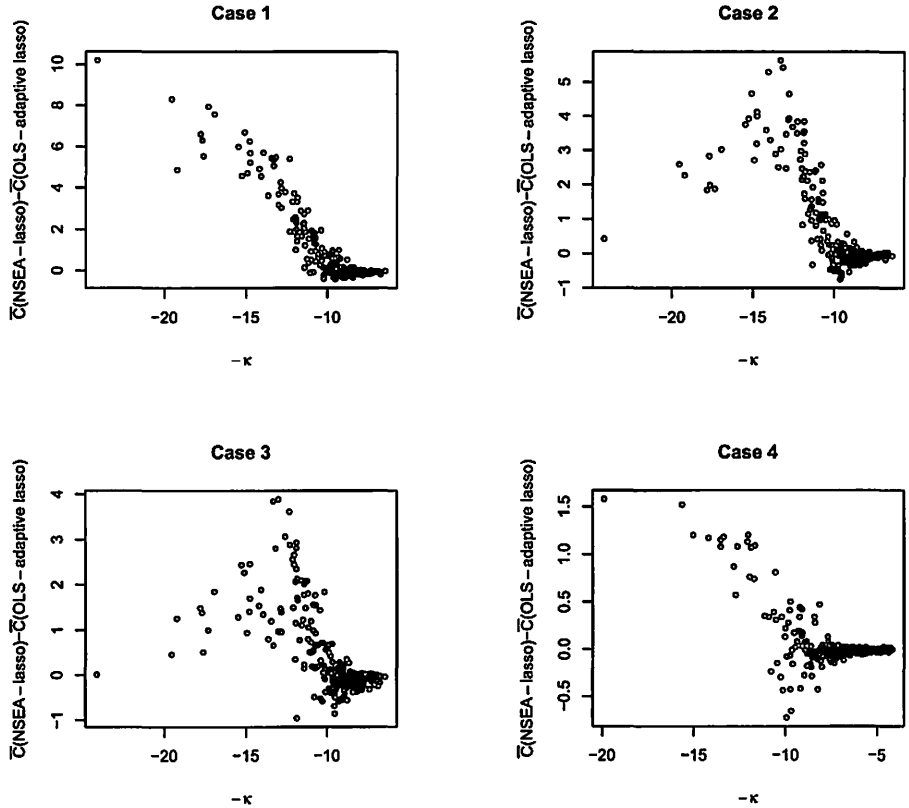 Case 1
C̅(NSEA−lasso)−C̅(OLS−adaptive lasso)
10
8
6
4
2
0
−20 −15 −10
−κ
Case 2
C̅(NSEA−lasso)−C̅(OLS−adaptive lasso)
5
4
3
2
1
0
−1
−20 −15 −10
−κ
Case 3
C̅(NSEA−lasso)−C̅(OLS−adaptive lasso)
4
3
2
1
0
−1
−20 −15 −10
−κ
Case 4
C̅(NSEA−lasso)−C̅(OLS−adaptive lasso)
1.5
1.0
0.5
0.0
−0.5
−20 −15 −10 −5
−κ